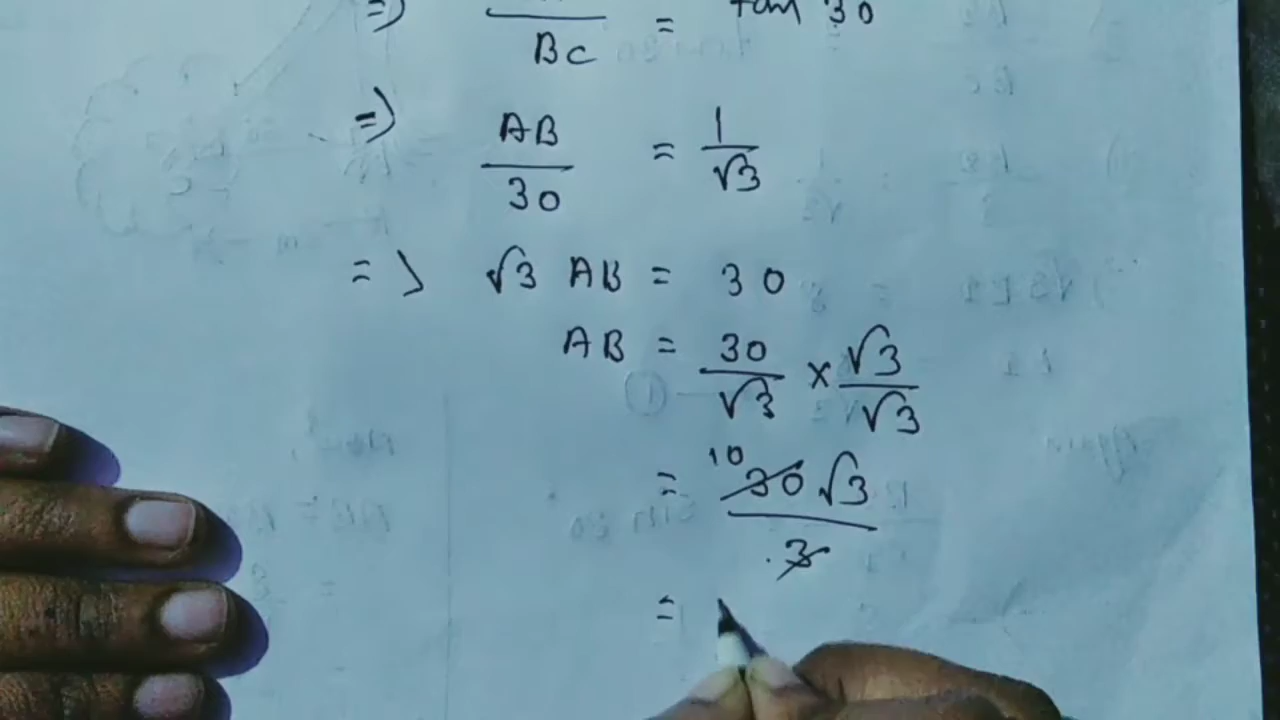 => /BC = tan 30
=> AB/30 = 1/√3
=> √3 AB = 30
AB = 30/√3 × √3/√3
= 10 30√3/3
=